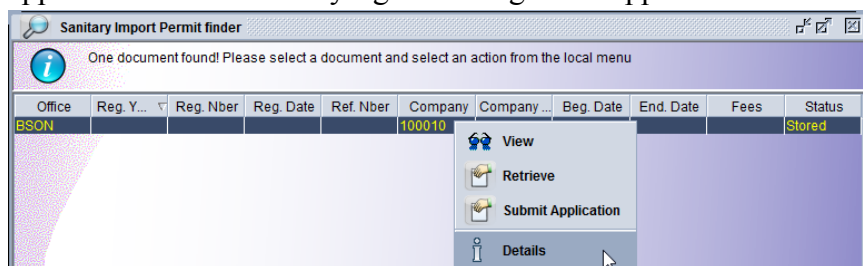 Sanitary Import Permit finder
One document found! Please select a document and select an action from the local menu
Office Reg. Y... Reg. Nber Reg. Date Ref. Nber Company Company ... Beg. Date End. Date Fees Status
BSON 100010 Stored
View
Retrieve
Submit Application
Details